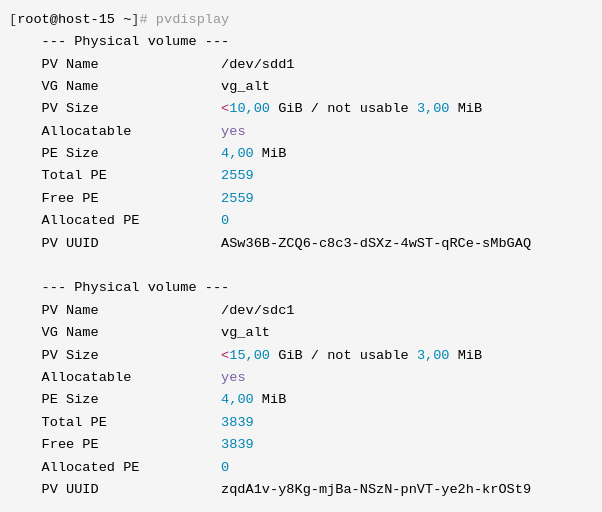 [root@host-15 ~]# pvdisplay
--- Physical volume ---
PV Name /dev/sdd1
VG Name vg_alt
PV Size <10,00 GiB / not usable 3,00 MiB
Allocatable yes
PE Size 4,00 MiB
Total PE 2559
Free PE 2559
Allocated PE 0
PV UUID ASw36B-ZCQ6-c8c3-dSXz-4wST-qRCe-sMbGAQ

--- Physical volume ---
PV Name /dev/sdc1
VG Name vg_alt
PV Size <15,00 GiB / not usable 3,00 MiB
Allocatable yes
PE Size 4,00 MiB
Total PE 3839
Free PE 3839
Allocated PE 0
PV UUID zqdA1v-y8Kg-mjBa-NSzN-pnVT-ye2h-krOSt9